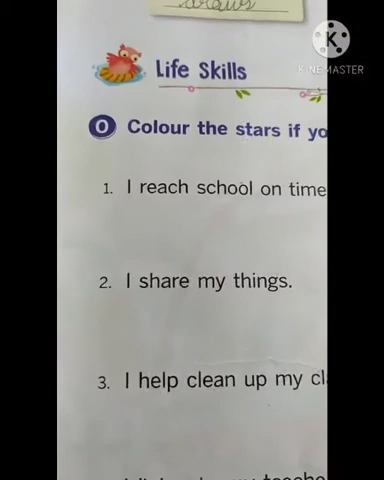 draws
KINEMASTER
Life Skills
O Colour the stars if yo
1. I reach school on time
2. I share my things.
3. I help clean up my cl